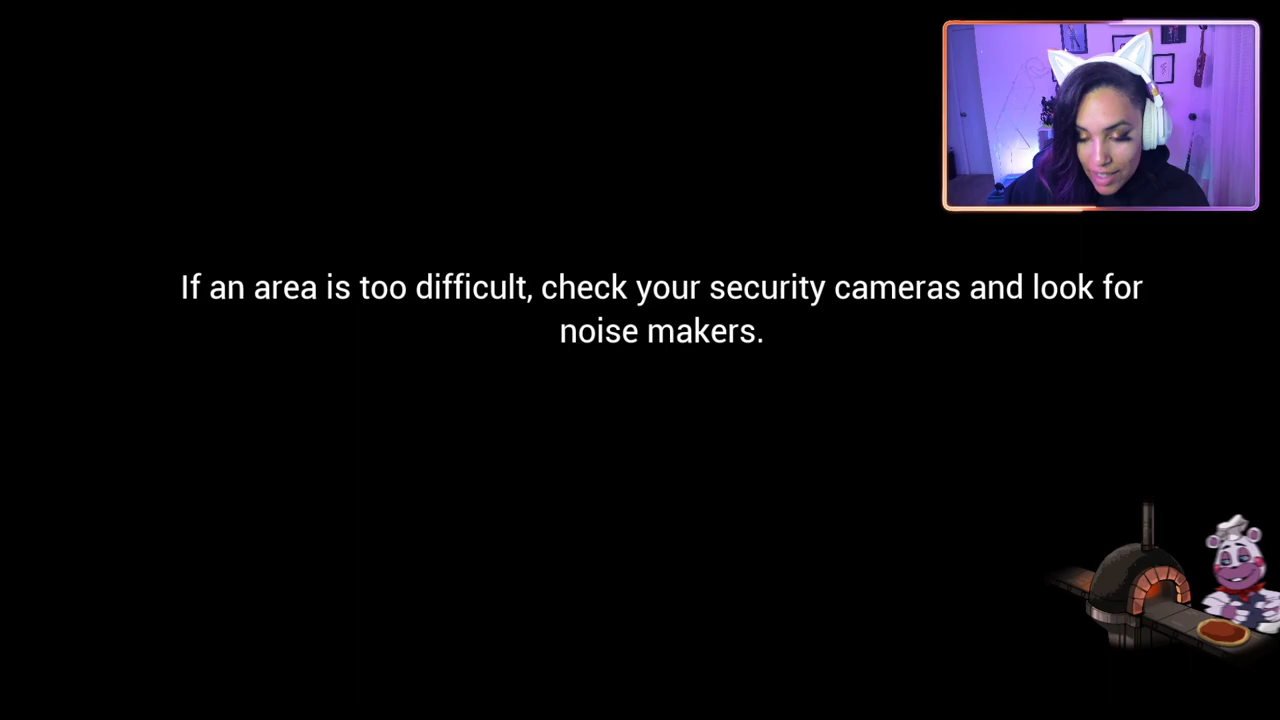 If an area is too difficult, check your security cameras and look for
noise makers.